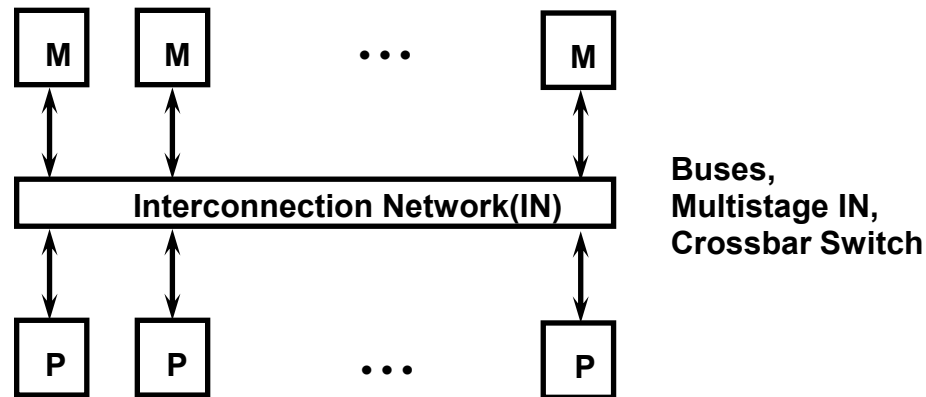 M M ••• M
Interconnection Network(IN)
Buses,
Multistage IN,
Crossbar Switch
P P ••• P